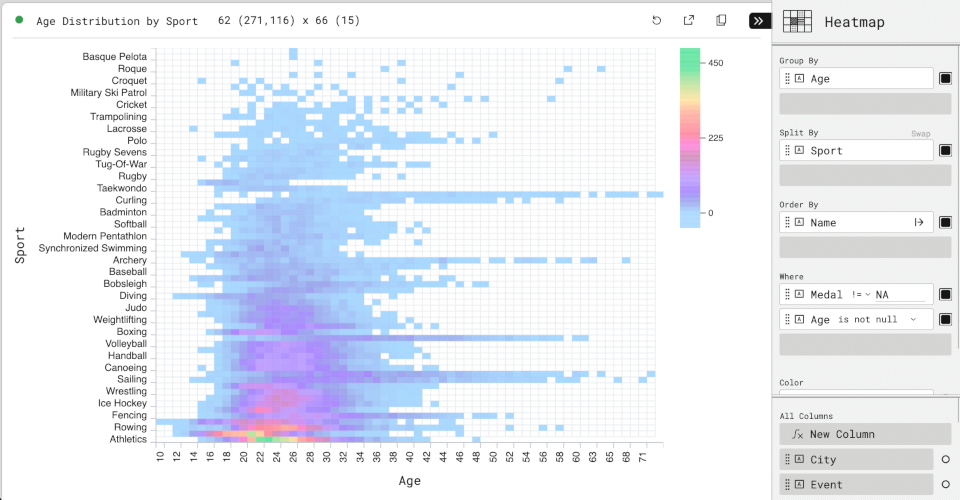 Age Distribution by Sport 62 (271,116) x 66 (15)
Heatmap
Basque Pelota
Roque
Croquet
Military Ski Patrol
Cricket
Trampolining
Lacrosse
Polo
Rugby Sevens
Tug-Of-War
Rugby
Taekwondo
Curling
Badminton
Softball
Modern Pentathlon
Synchronized Swimming
Archery
Baseball
Bobsleigh
Diving
Judo
Weightlifting
Boxing
Volleyball
Handball
Canoeing
Sailing
Wrestling
Ice Hockey
Fencing
Rowing
Athletics
Sport
10 12 14 16 18 20 22 24 26 28 30 32 34 36 38 40 42 44 46 48 50 52 54 56 58 60 63 65 68 71
Age
450
225
0
Group By
A Age
Split By Swap
A Sport
Order By
A Name
Where
A Medal != NA
A Age is not null
Color
All Columns
fx New Column
A City
A Event